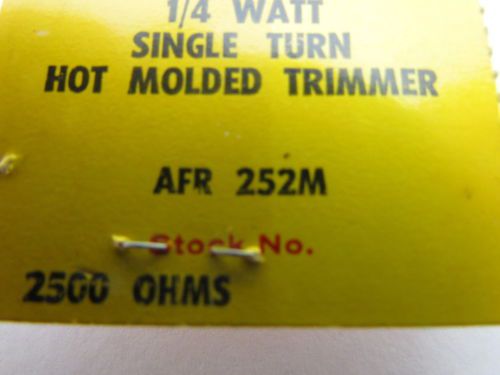 1/4 WATT
SINGLE TURN
HOT MOLDED TRIMMER
AFR 252M
Stock No.
2500 OHMS